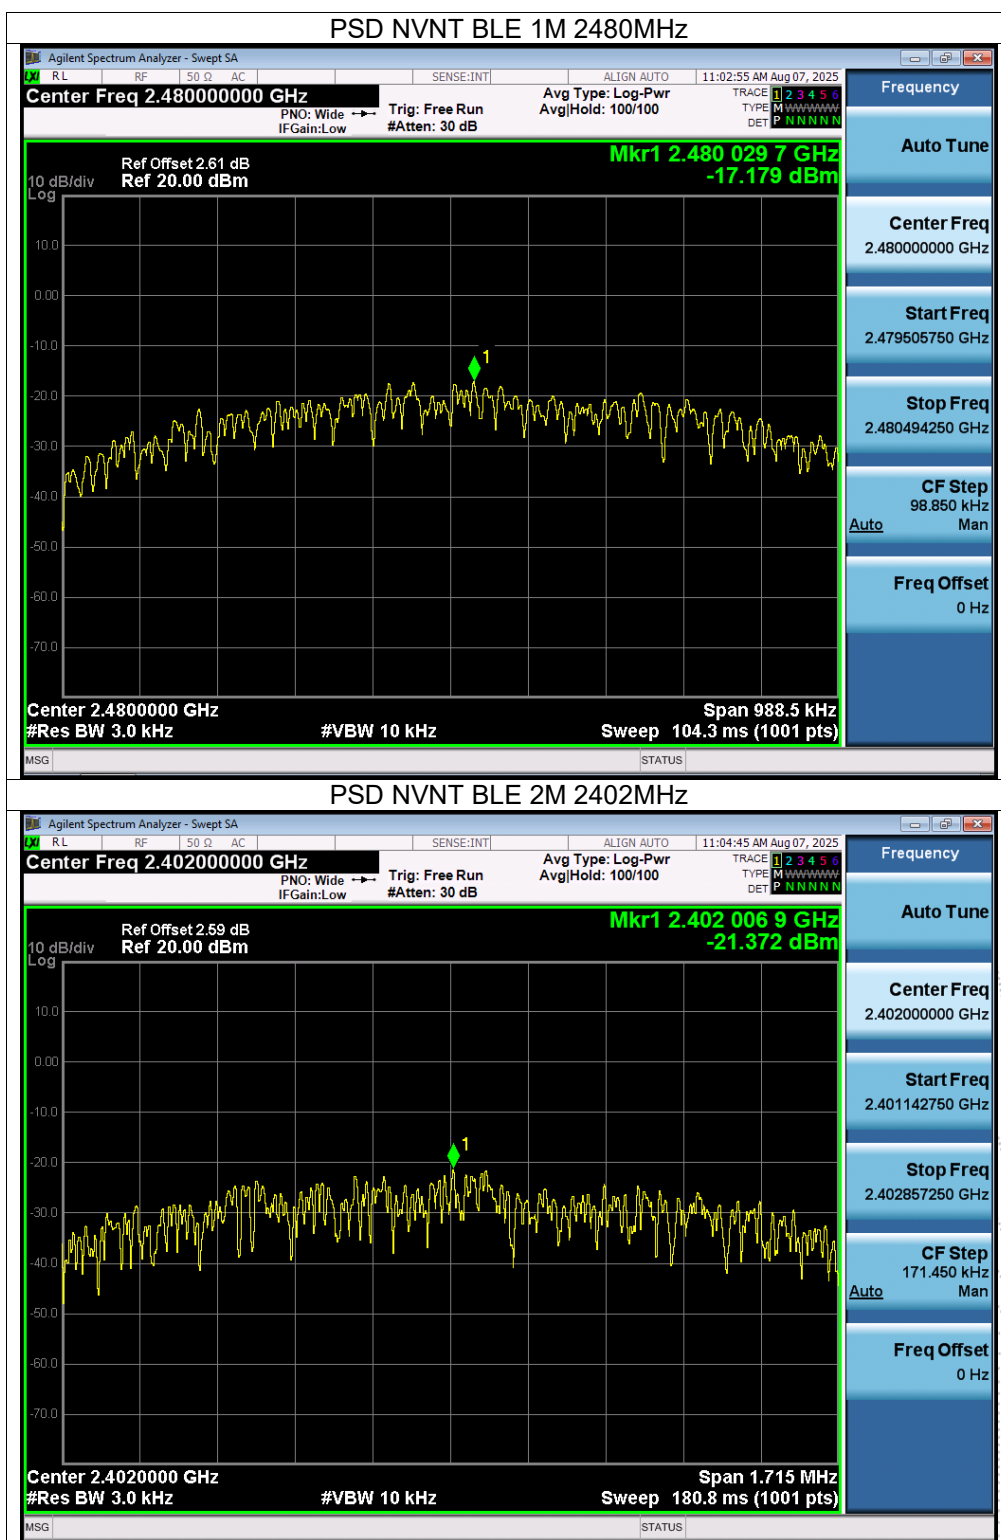 PSD NVNT BLE 1M 2480MHz
Agilent Spectrum Analyzer - Swept SA
LXI RL RF 50 Ω AC SENSE:INT ALIGN AUTO 11:02:55 AM Aug 07, 2025
Center Freq 2.480000000 GHz
PNO: Wide
IFGain:Low
Trig: Free Run
#Atten: 30 dB
Avg Type: Log-Pwr
Avg|Hold: 100/100
TRACE 1 2 3 4 5 6
TYPE M WWWWW
DET P N N N N N
Mkr1 2.480 029 7 GHz
-17.179 dBm
Ref Offset 2.61 dB
10 dB/div Ref 20.00 dBm
Log
10.0
0.00
-10.0
-20.0
-30.0
-40.0
-50.0
-60.0
-70.0
1
Center 2.4800000 GHz Span 988.5 kHz
#Res BW 3.0 kHz #VBW 10 kHz Sweep 104.3 ms (1001 pts)
MSG STATUS
Frequency
Auto Tune
Center Freq
2.480000000 GHz
Start Freq
2.479505750 GHz
Stop Freq
2.480494250 GHz
CF Step
98.850 kHz
Auto Man
Freq Offset
0 Hz
PSD NVNT BLE 2M 2402MHz
Agilent Spectrum Analyzer - Swept SA
LXI RL RF 50 Ω AC SENSE:INT ALIGN AUTO 11:04:45 AM Aug 07, 2025
Center Freq 2.402000000 GHz
PNO: Wide
IFGain:Low
Trig: Free Run
#Atten: 30 dB
Avg Type: Log-Pwr
Avg|Hold: 100/100
TRACE 1 2 3 4 5 6
TYPE M WWWWW
DET P N N N N N
Mkr1 2.402 006 9 GHz
-21.372 dBm
Ref Offset 2.59 dB
10 dB/div Ref 20.00 dBm
Log
10.0
0.00
-10.0
-20.0
-30.0
-40.0
-50.0
-60.0
-70.0
1
Center 2.4020000 GHz Span 1.715 MHz
#Res BW 3.0 kHz #VBW 10 kHz Sweep 180.8 ms (1001 pts)
MSG STATUS
Frequency
Auto Tune
Center Freq
2.402000000 GHz
Start Freq
2.401142750 GHz
Stop Freq
2.402857250 GHz
CF Step
171.450 kHz
Auto Man
Freq Offset
0 Hz